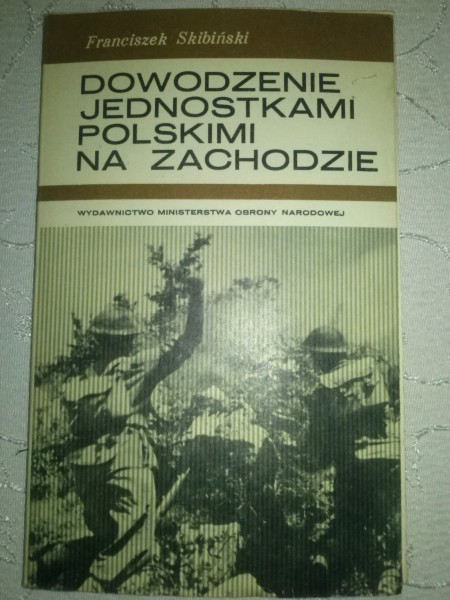 Franciszek Skibiński
DOWODZENIE
JEDNOSTKAMI
POLSKIMI
NA ZACHODZIE
WYDAWNICTWO MINISTERSTWA OBRONY NARODOWEJ